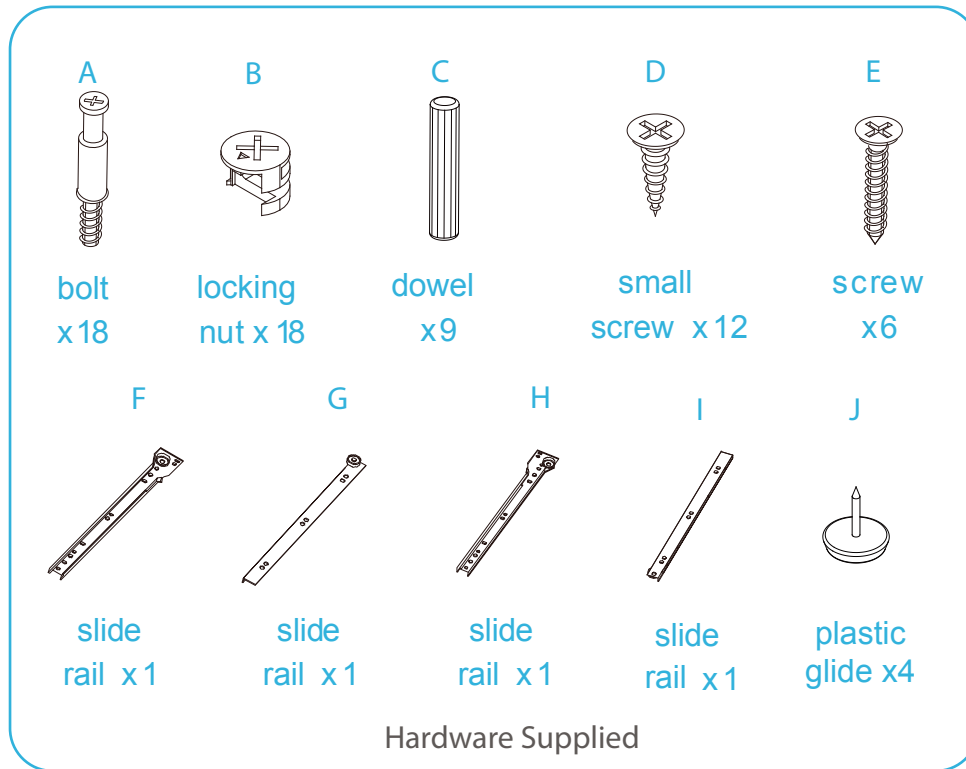 A B C D E
bolt
x18
locking
nut x 18
dowel
x9
small
screw x12
screw
x6
F G H I J
slide
rail x1
slide
rail x1
slide
rail x1
slide
rail x1
plastic
glide x4
Hardware Supplied